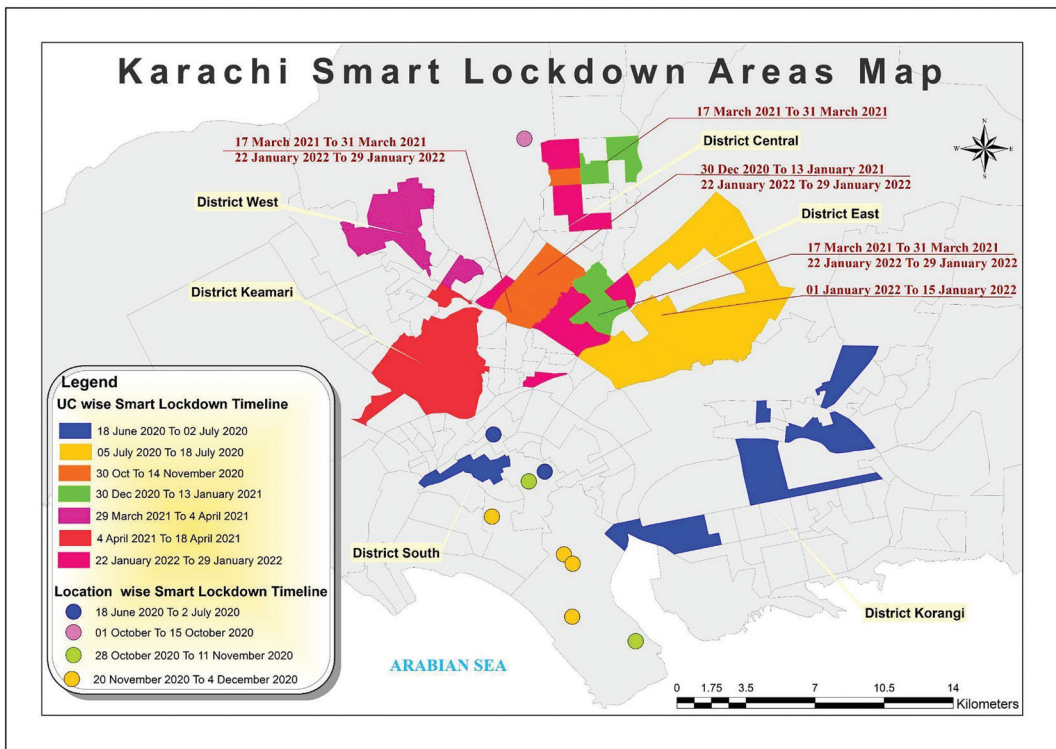 Karachi Smart Lockdown Areas Map
17 March 2021 To 31 March 2021
17 March 2021 To 31 March 2021
22 January 2022 To 29 January 2022
District Central
N
W E
S
30 Dec 2020 To 13 January 2021
22 January 2022 To 29 January 2022
District West
District East
17 March 2021 To 31 March 2021
22 January 2022 To 29 January 2022
District Keamari
01 January 2022 To 15 January 2022
Legend
UC wise Smart Lockdown Timeline
18 June 2020 To 02 July 2020
05 July 2020 To 18 July 2020
30 Oct To 14 November 2020
30 Dec 2020 To 13 January 2021
29 March 2021 To 4 April 2021
4 April 2021 To 18 April 2021
22 January 2022 To 29 January 2022
Location wise Smart Lockdown Timeline
18 June 2020 To 2 July 2020
01 October To 15 October 2020
28 October 2020 To 11 November 2020
20 November 2020 To 4 December 2020
District South
District Korangi
ARABIAN SEA
0 1.75 3.5 7 10.5 14
Kilometers